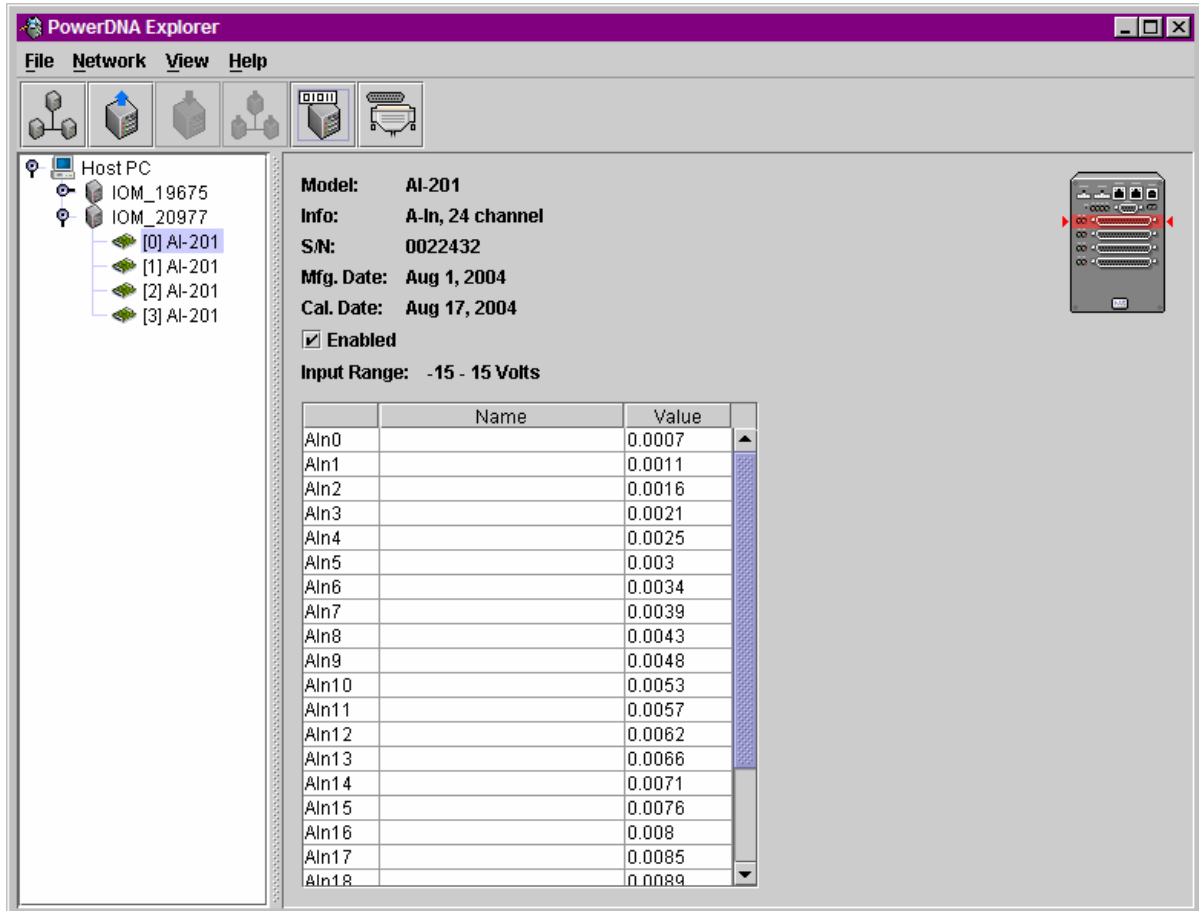 PowerDNA Explorer
File Network View Help
01011
Host PC
IOM_19675
IOM_20977
[0] AI-201
[1] AI-201
[2] AI-201
[3] AI-201
Model: AI-201
Info: A-In, 24 channel
S/N: 0022432
Mfg. Date: Aug 1, 2004
Cal. Date: Aug 17, 2004
Enabled
Input Range: -15 - 15 Volts
Name Value
AIn0 0.0007
AIn1 0.0011
AIn2 0.0016
AIn3 0.0021
AIn4 0.0025
AIn5 0.003
AIn6 0.0034
AIn7 0.0039
AIn8 0.0043
AIn9 0.0048
AIn10 0.0053
AIn11 0.0057
AIn12 0.0062
AIn13 0.0066
AIn14 0.0071
AIn15 0.0076
AIn16 0.008
AIn17 0.0085
AIn18 0.0089